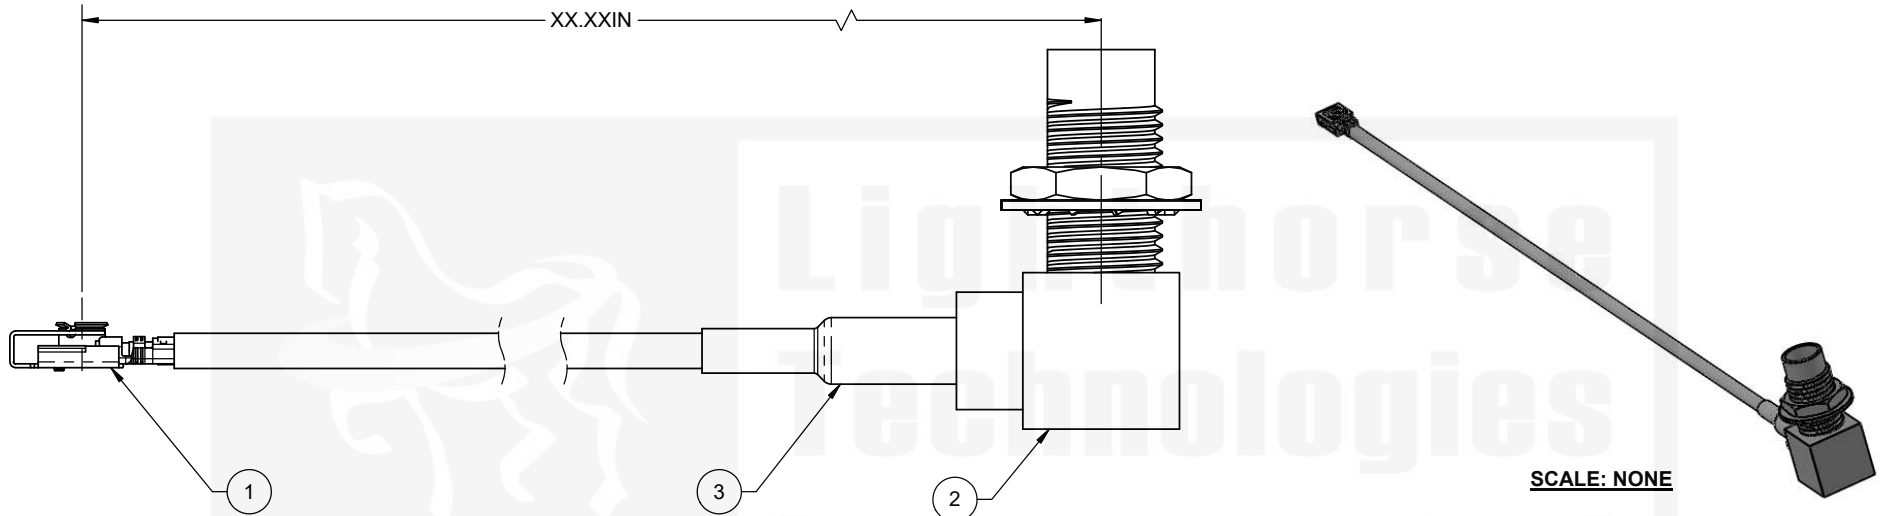 XX.XXIN
Lighthorse
Technologies
1
3
2
SCALE: NONE